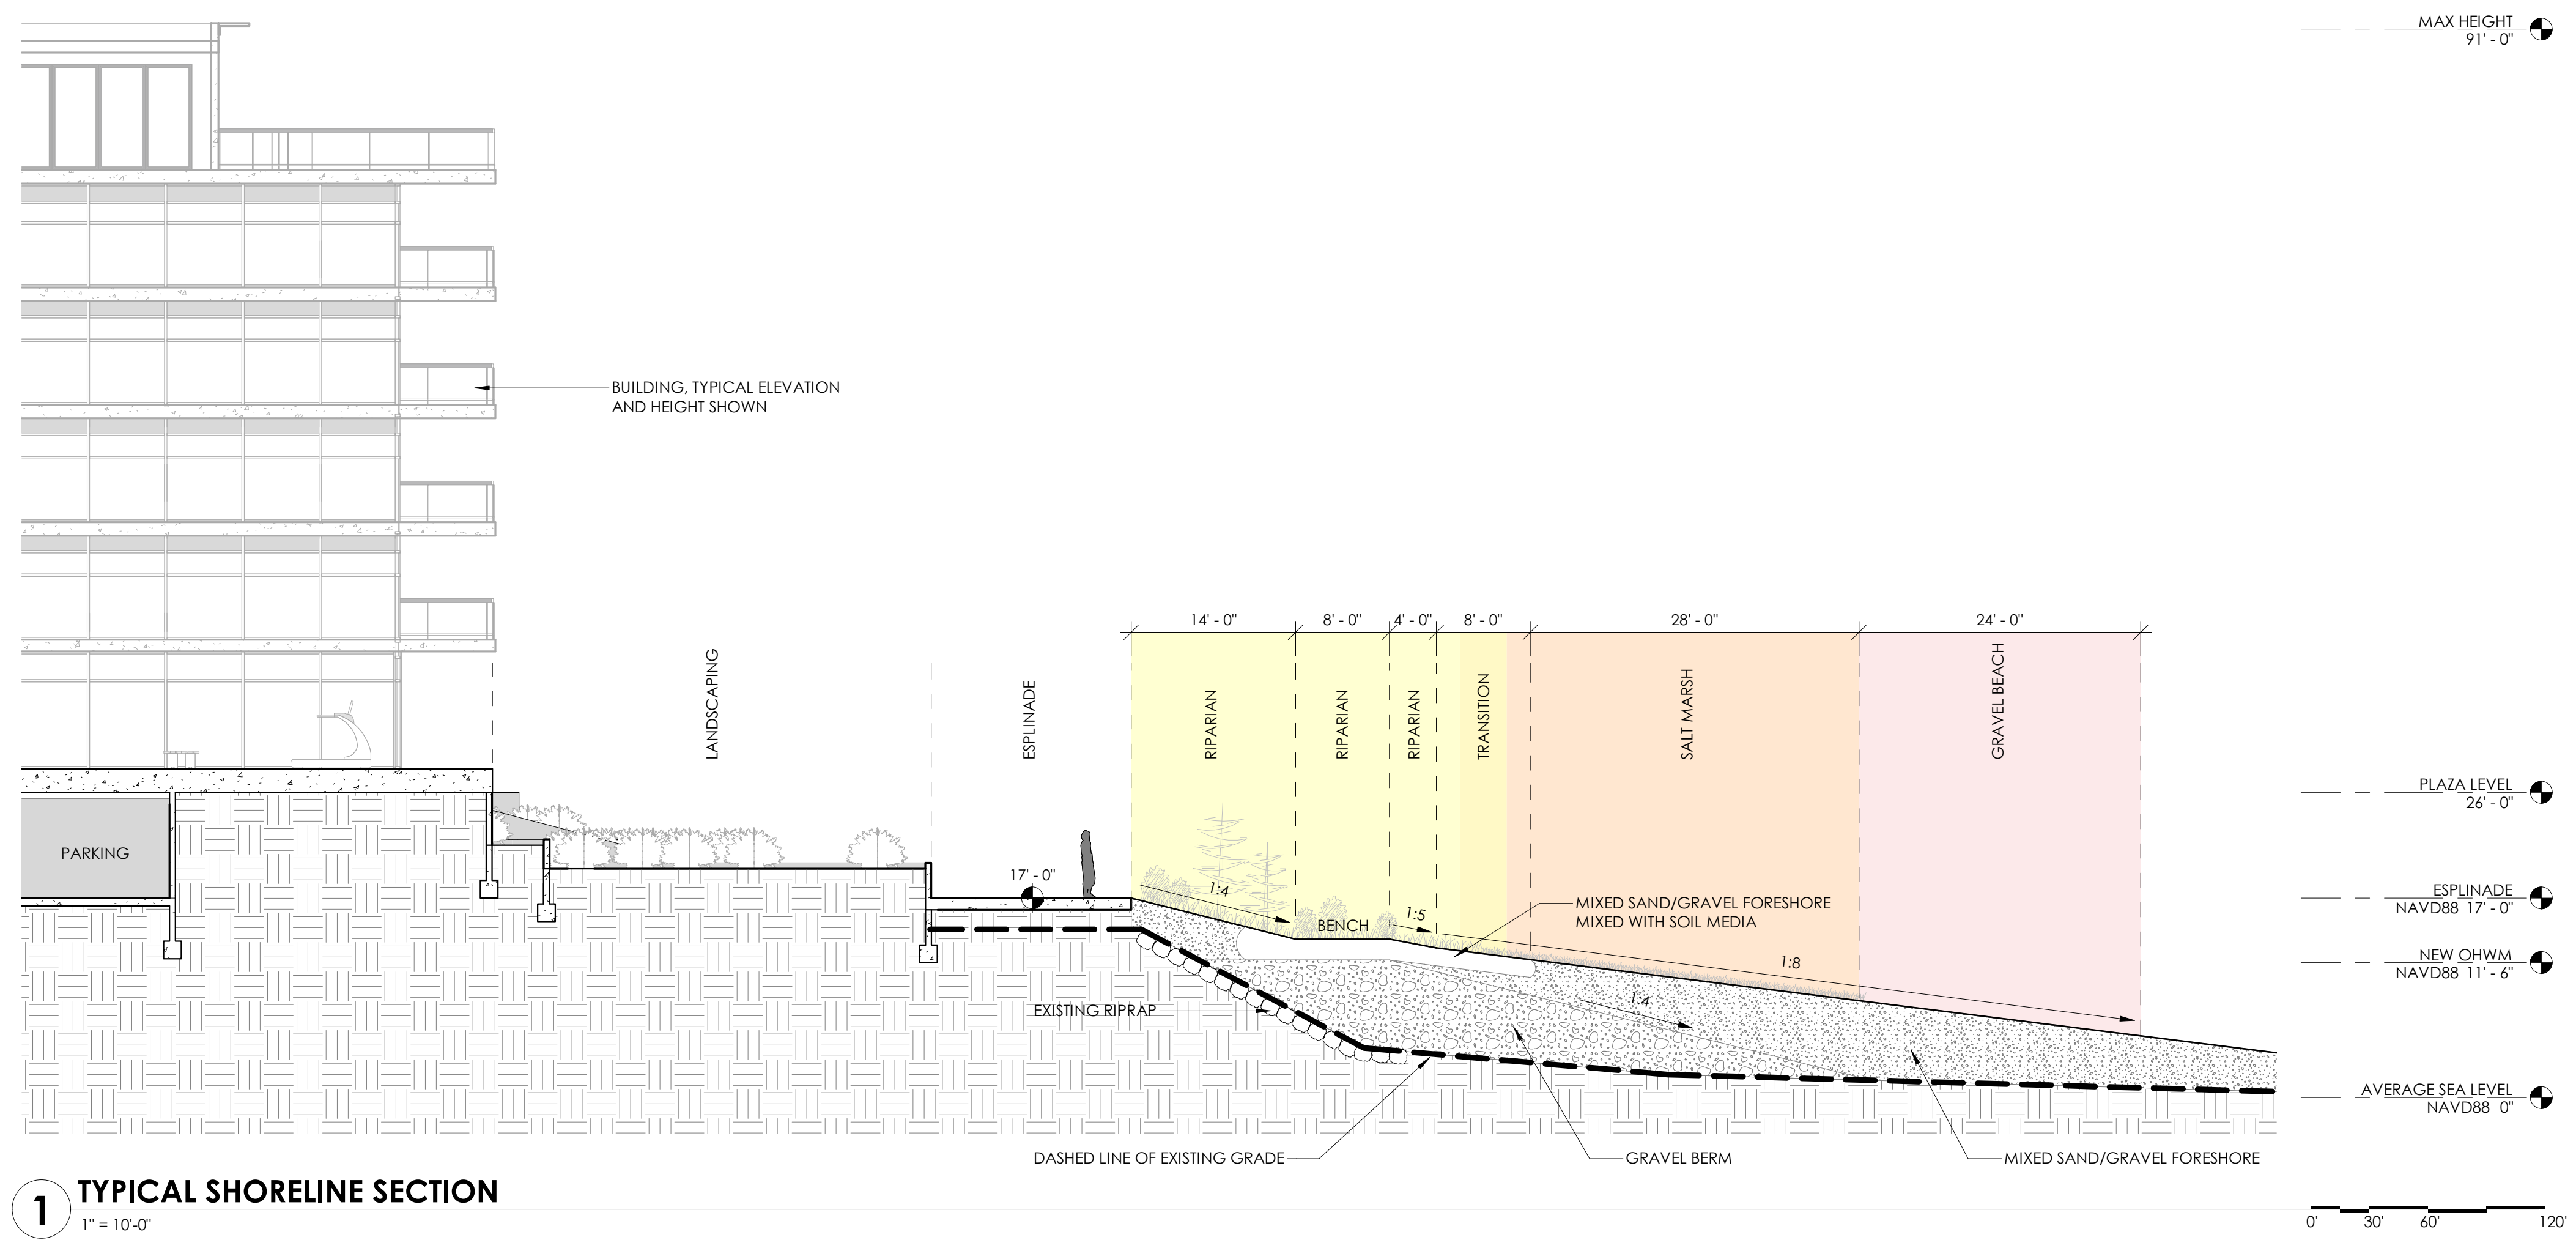 MAX HEIGHT
91' - 0"
BUILDING, TYPICAL ELEVATION
AND HEIGHT SHOWN
14' - 0"
8' - 0"
4' - 0"
8' - 0"
28' - 0"
24' - 0"
LANDSCAPING
ESPLINADE
RIPARIAN
RIPARIAN
RIPARIAN
TRANSITION
SALT MARSH
GRAVEL BEACH
PLAZA LEVEL
26' - 0"
PARKING
17' - 0"
1:4
BENCH
1:5
MIXED SAND/GRAVEL FORESHORE
MIXED WITH SOIL MEDIA
ESPLINADE
NAVD88 17' - 0"
1:8
NEW OHWM
NAVD88 11' - 6"
EXISTING RIPRAP
1:4
AVERAGE SEA LEVEL
NAVD88 0"
DASHED LINE OF EXISTING GRADE
GRAVEL BERM
MIXED SAND/GRAVEL FORESHORE
1
TYPICAL SHORELINE SECTION
1" = 10'-0"
0' 30' 60' 120'